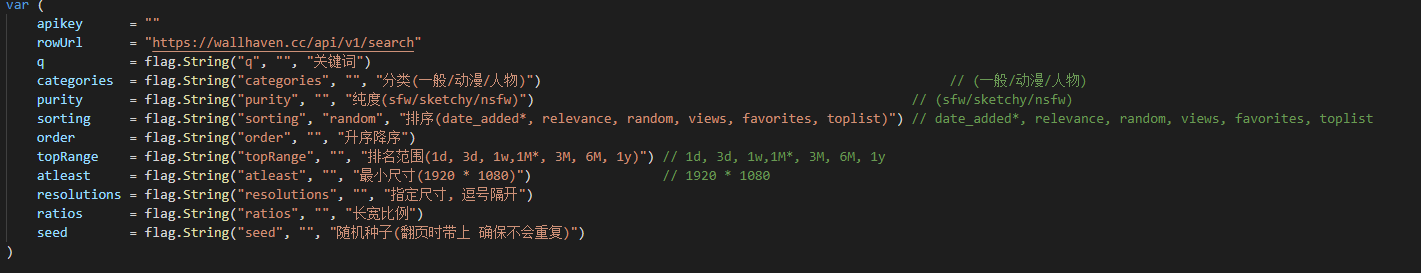 var (
apikey = ""
rowUrl = "https://wallhaven.cc/api/v1/search"
q = flag.String("q", "", "关键词")
categories = flag.String("categories", "", "分类(一般/动漫/人物)") // (一般/动漫/人物)
purity = flag.String("purity", "", "纯度(sfw/sketchy/nsfw)") // (sfw/sketchy/nsfw)
sorting = flag.String("sorting", "random", "排序(date_added*, relevance, random, views, favorites, toplist)") // date_added*, relevance, random, views, favorites, toplist
order = flag.String("order", "", "升序降序")
topRange = flag.String("topRange", "", "排名范围(1d, 3d, 1w,1M*, 3M, 6M, 1y)") // 1d, 3d, 1w,1M*, 3M, 6M, 1y
atleast = flag.String("atleast", "", "最小尺寸(1920 * 1080)") // 1920 * 1080
resolutions = flag.String("resolutions", "", "指定尺寸, 逗号隔开")
ratios = flag.String("ratios", "", "长宽比例")
seed = flag.String("seed", "", "随机种子(翻页时带上 确保不会重复)")
)